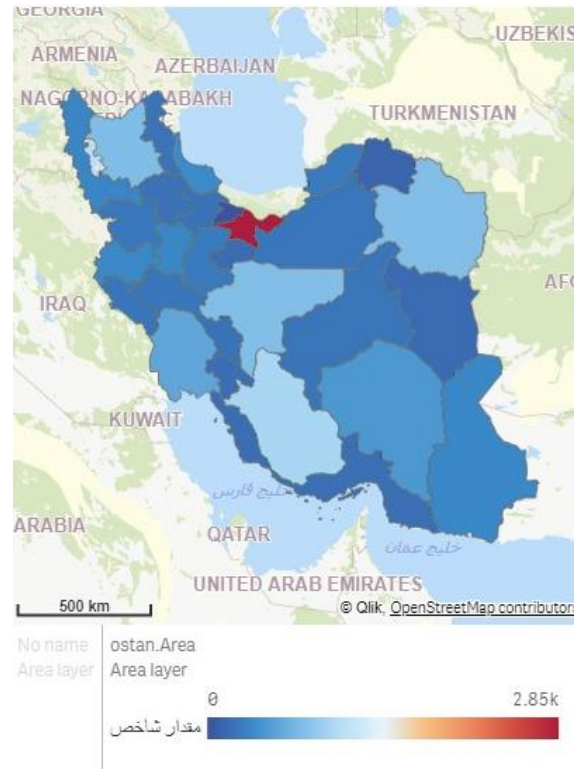 GEORGIA
UZBEKIS
ARMENIA
AZERBAIJAN
NAGORNO-KARABAKH
TURKMENISTAN
AFG
IRAQ
KUWAIT
خلیج فارس
ARABIA
QATAR
خلیج عمان
UNITED ARAB EMIRATES
500 km
© Qlik, OpenStreetMap contributors
No name
ostan.Area
Area layer
Area layer
0
2.85k
مقدار شاخص